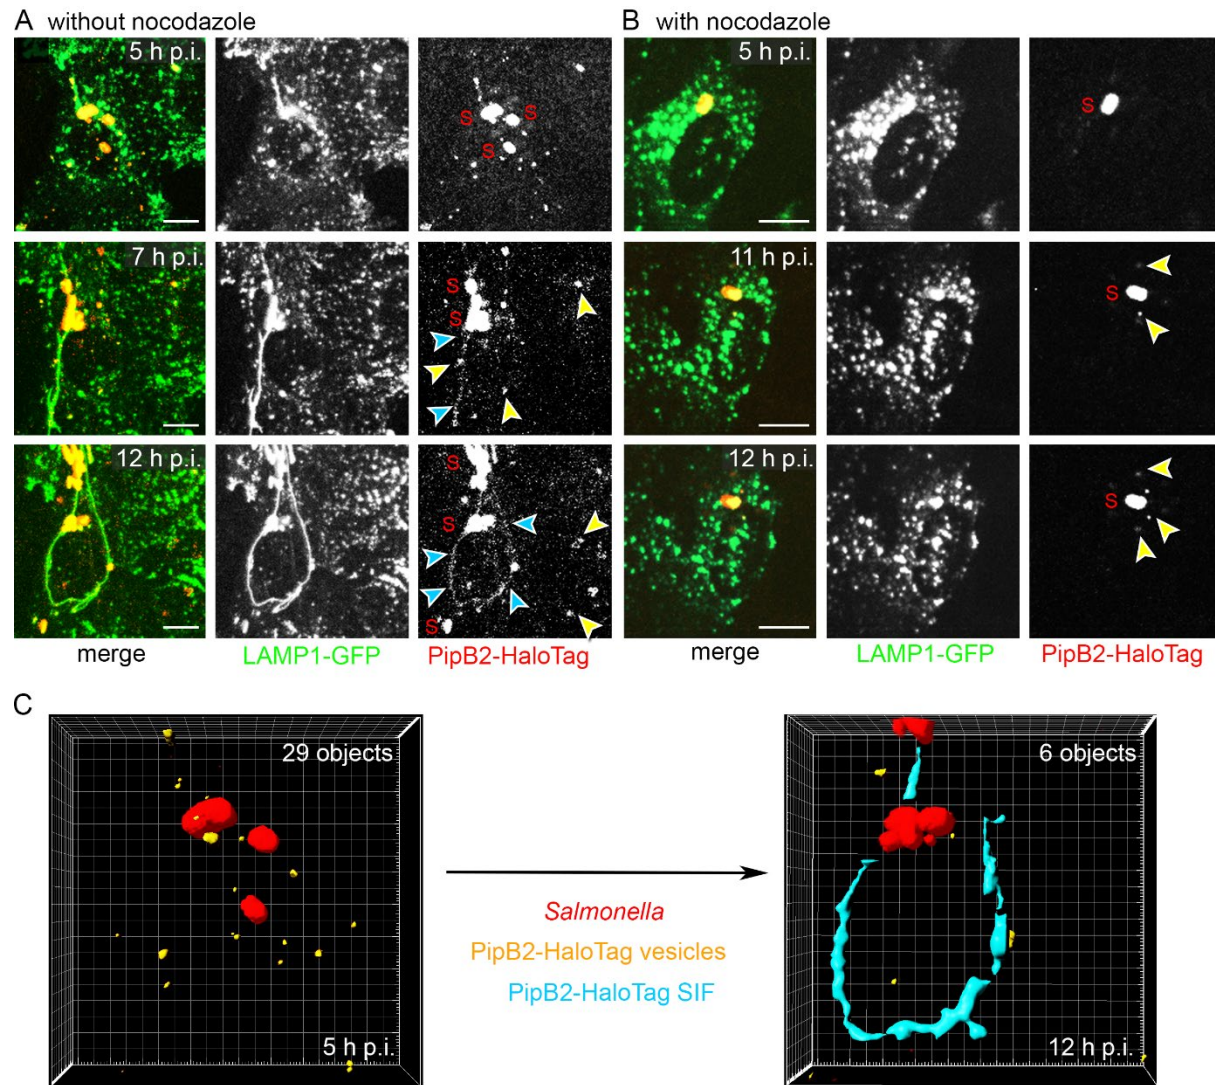 A without nocodazole
B with nocodazole
5 h p.i.
S
S
S
5 h p.i.
S
7 h p.i.
S
S
11 h p.i.
S
12 h p.i.
S
S
S
12 h p.i.
S
merge
LAMP1-GFP
PipB2-HaloTag
merge
LAMP1-GFP
PipB2-HaloTag
C
29 objects
5 h p.i.
Salmonella
PipB2-HaloTag vesicles
PipB2-HaloTag SIF
6 objects
12 h p.i.